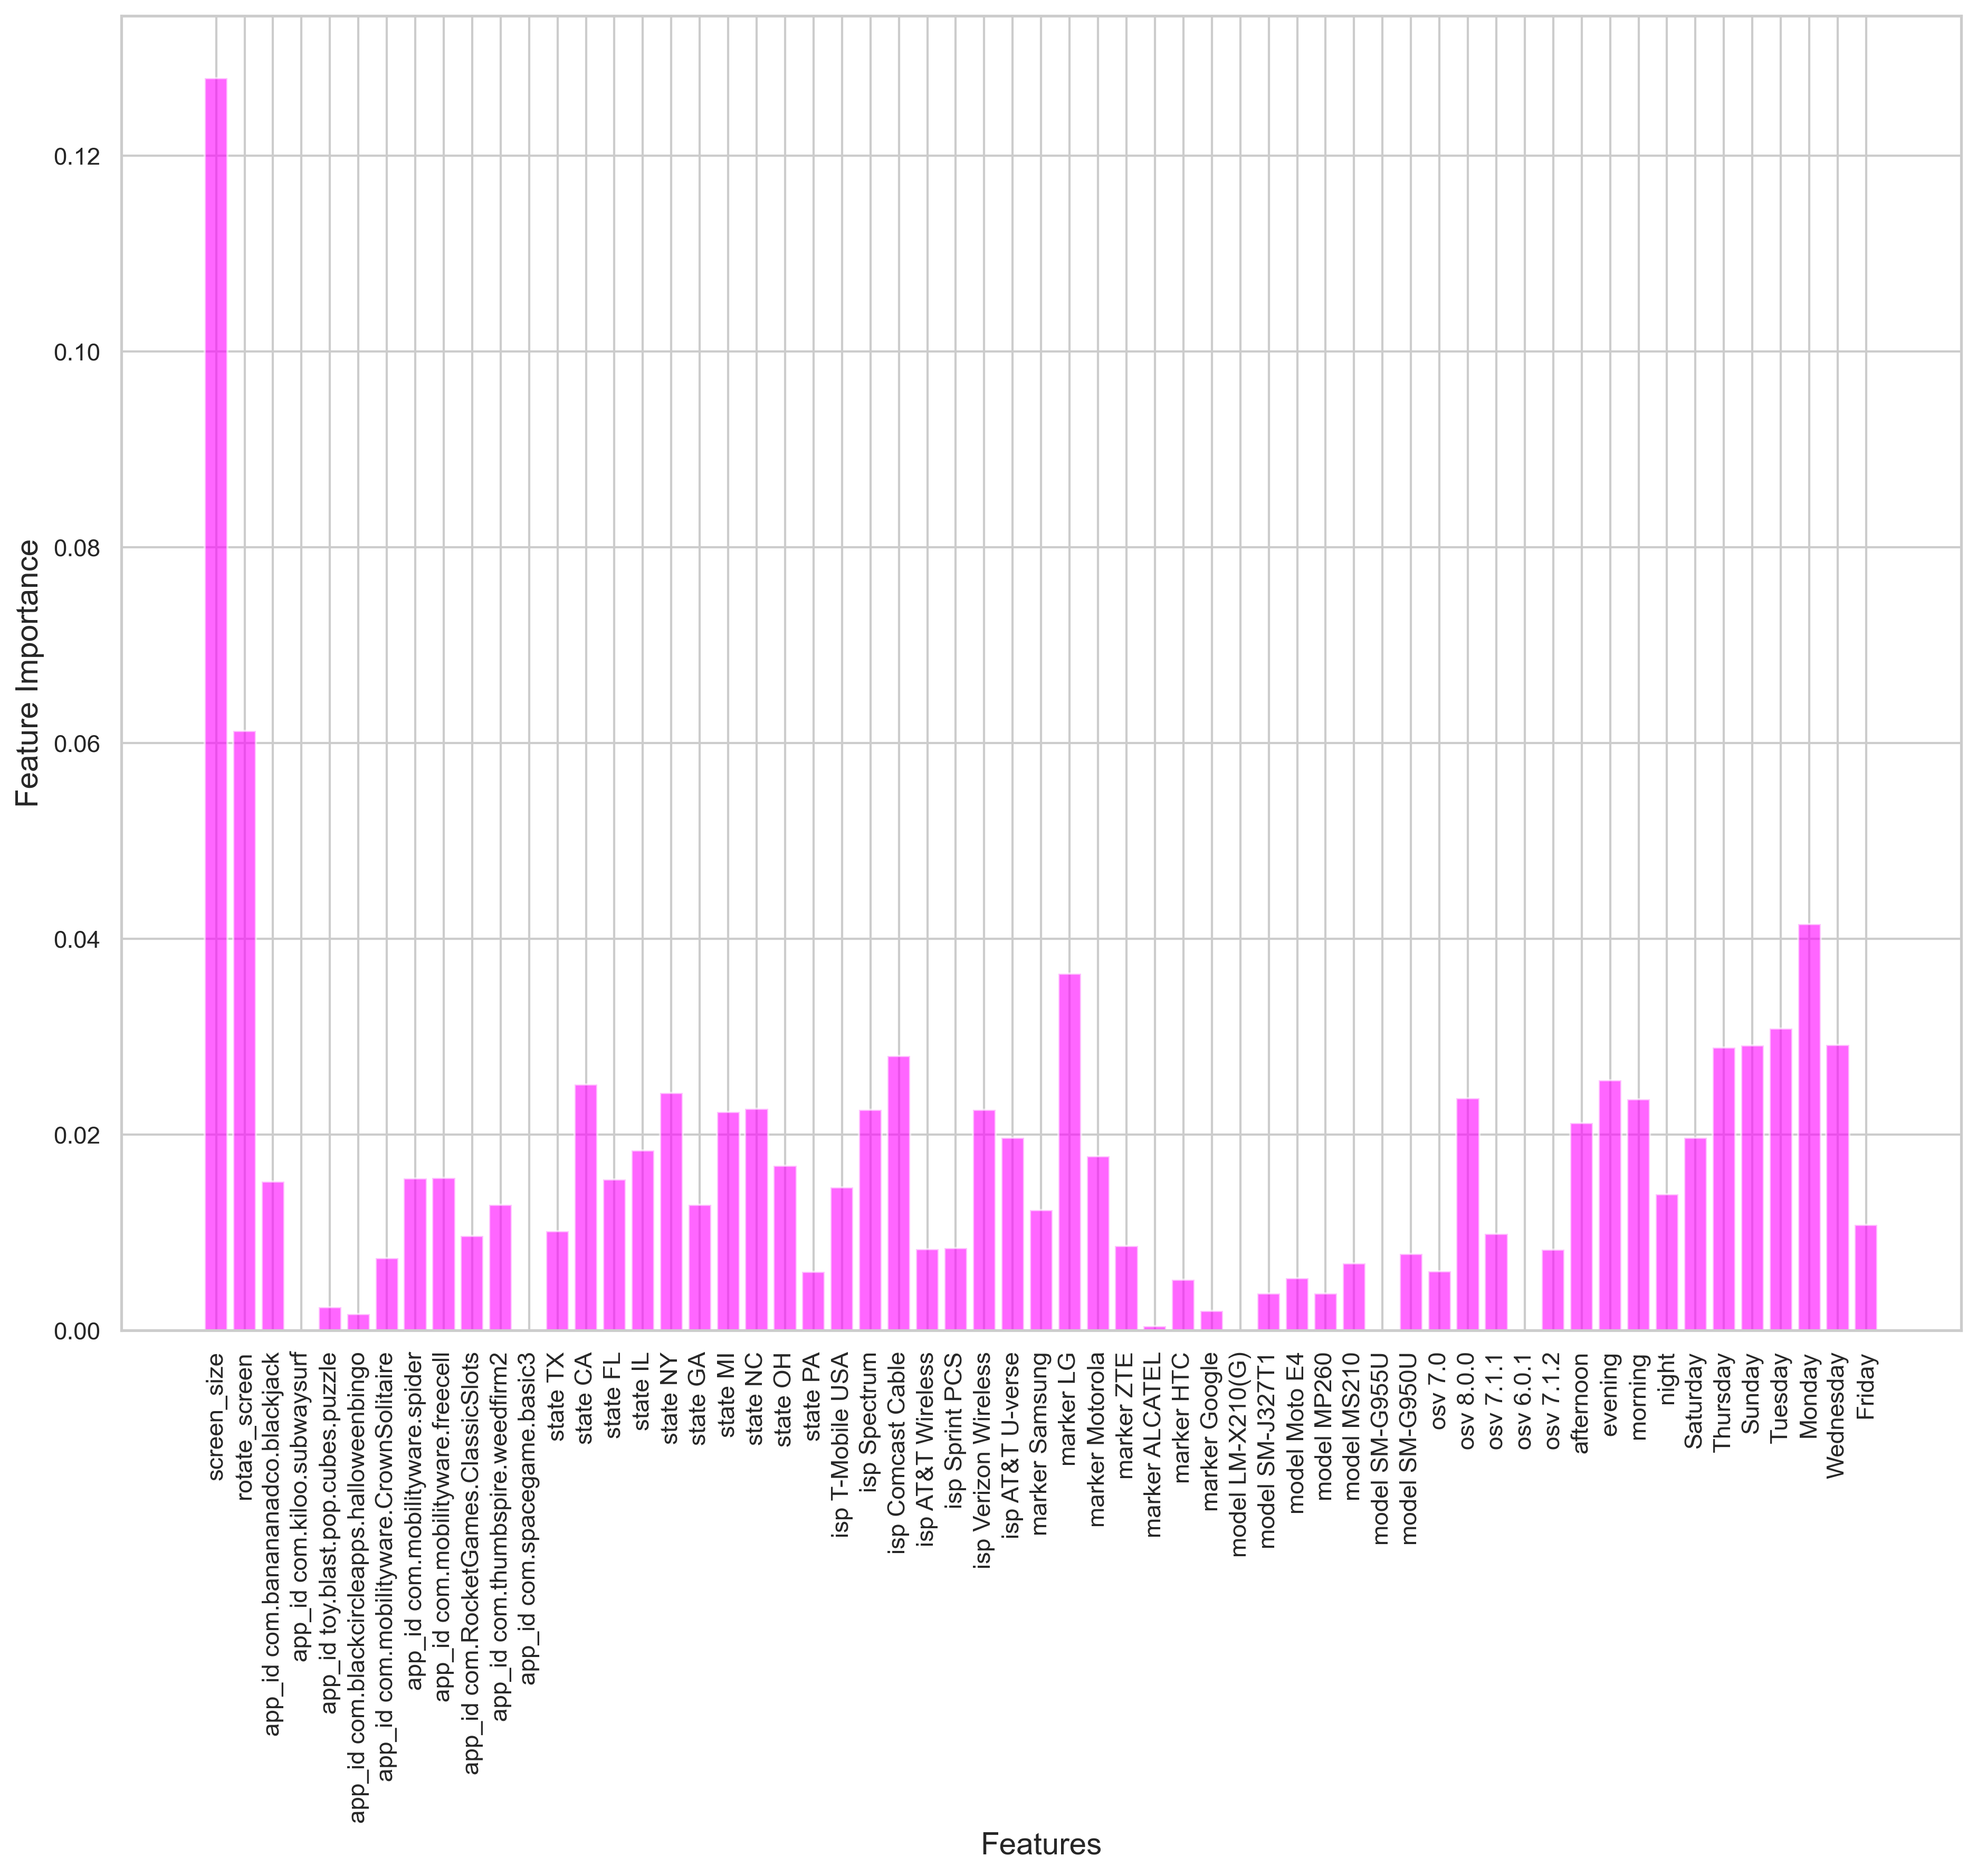 0.12
0.10
0.08
0.06
0.04
0.02
0.00
Feature Importance
screen_size
rotate_screen
app_id com.banananadco.blackjack
app_id com.kiloo.subwaysurf
app_id toy.blast.pop.cubes.puzzle
app_id com.blackcircleapps.halloweenbingo
app_id com.mobilityware.CrownSolitaire
app_id com.mobilityware.spider
app_id com.mobilityware.freecell
app_id com.RocketGames.ClassicSlots
app_id com.thumbspire.weedfirm2
app_id com.spacegame.basic3
state TX
state CA
state FL
state IL
state NY
state GA
state MI
state NC
state OH
state PA
isp T-Mobile USA
isp Spectrum
isp Comcast Cable
isp AT&T Wireless
isp Sprint PCS
isp Verizon Wireless
isp AT&T U-verse
marker Samsung
marker LG
marker Motorola
marker ZTE
marker ALCATEL
marker HTC
marker Google
model LM-X210(G)
model SM-J327T1
model Moto E4
model MP260
model MS210
model SM-G955U
model SM-G950U
osv 7.0
osv 8.0.0
osv 7.1.1
osv 6.0.1
osv 7.1.2
afternoon
evening
morning
night
Saturday
Thursday
Sunday
Tuesday
Monday
Wednesday
Friday
Features